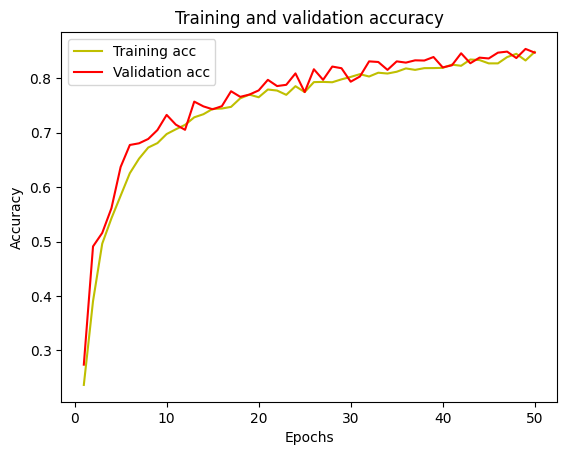 Training and validation accuracy
Training acc
Validation acc
Accuracy
0.8
0.7
0.6
0.5
0.4
0.3
0 10 20 30 40 50
Epochs